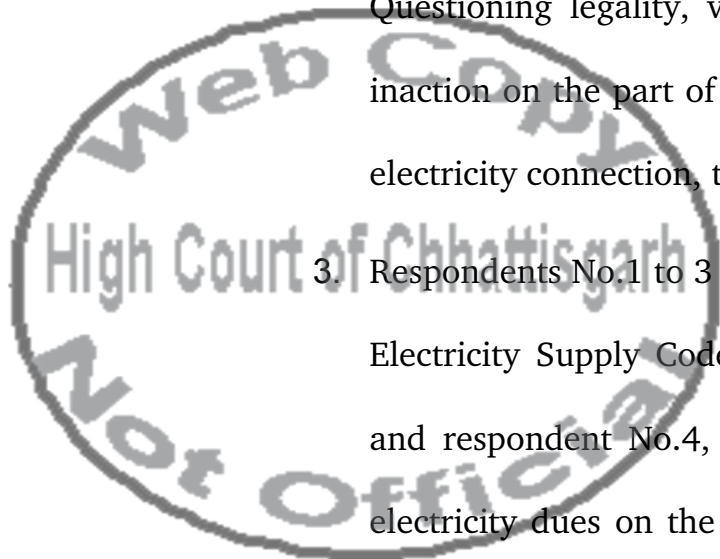 Questioning legality,
Web Copy
inaction on the part of
electricity connection,
High Court of Chhattisgarh
3. Respondents No.1 to 3
Electricity Supply
and respondent No.4,
Not Official
electricity dues on the